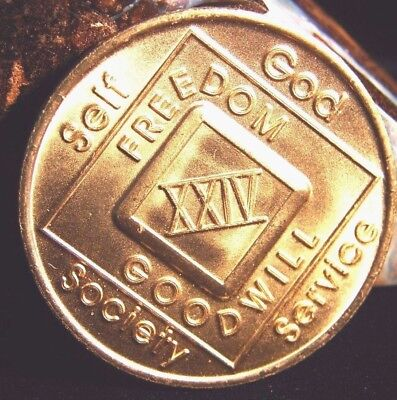 Self
God
FREEDOM
XXIV
GOODWILL
Society
Service